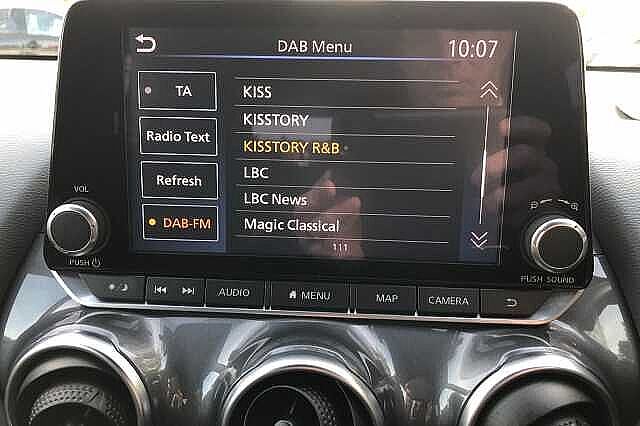 DAB Menu
10:07
TA
Radio Text
Refresh
DAB-FM
KISS
KISSTORY
KISSTORY R&B
LBC
LBC News
Magic Classical
111
VOL
PUSH
PUSH SOUND
AUDIO
MENU
MAP
CAMERA